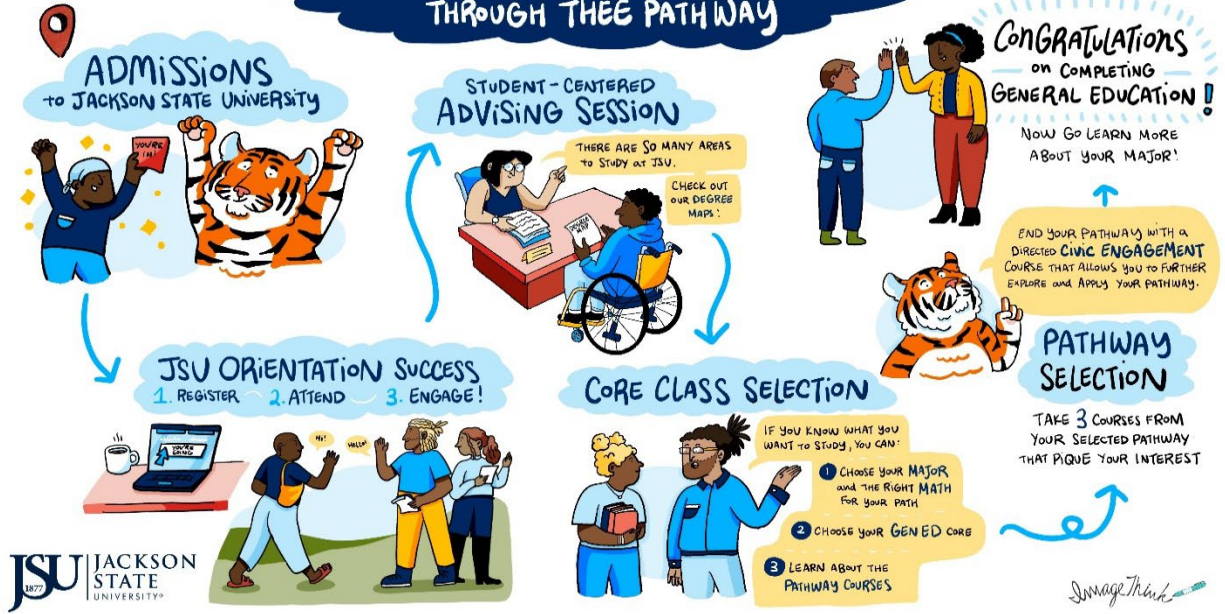 THROUGH THEE PATHWAY
ADMISSIONS
to JACKSON STATE UNIVERSITY
YOU'RE
IN!
JSU ORIENTATION SUCCESS
1. REGISTER 2. ATTEND 3. ENGAGE!
YOU'RE
GOING
Hi!
Hello!
STUDENT-CENTERED
ADVISING SESSION
THERE ARE SO MANY AREAS
to STUDY at JSU.
CHECK OUT
OUR DEGREE
MAPS!
DEGREE
MAP
CORE CLASS SELECTION
IF YOU KNOW WHAT YOU
WANT TO STUDY, YOU CAN:
1 CHOOSE YOUR MAJOR
and THE RIGHT MATH
FOR YOUR PATH
2 CHOOSE YOUR GEN ED CORE
3 LEARN ABOUT THE
PATHWAY COURSES
PATHWAY
SELECTION
TAKE 3 COURSES FROM
YOUR SELECTED PATHWAY
THAT PIQUE YOUR INTEREST
END YOUR PATHWAY WITH A
DIRECTED CIVIC ENGAGEMENT
COURSE THAT ALLOWS YOU TO FURTHER
EXPLORE and APPLY YOUR PATHWAY.
CONGRATULATIONS
on COMPLETING
GENERAL EDUCATION!
NOW GO LEARN MORE
ABOUT YOUR MAJOR!
JSU
1877
JACKSON
STATE
UNIVERSITY®
ImageThink